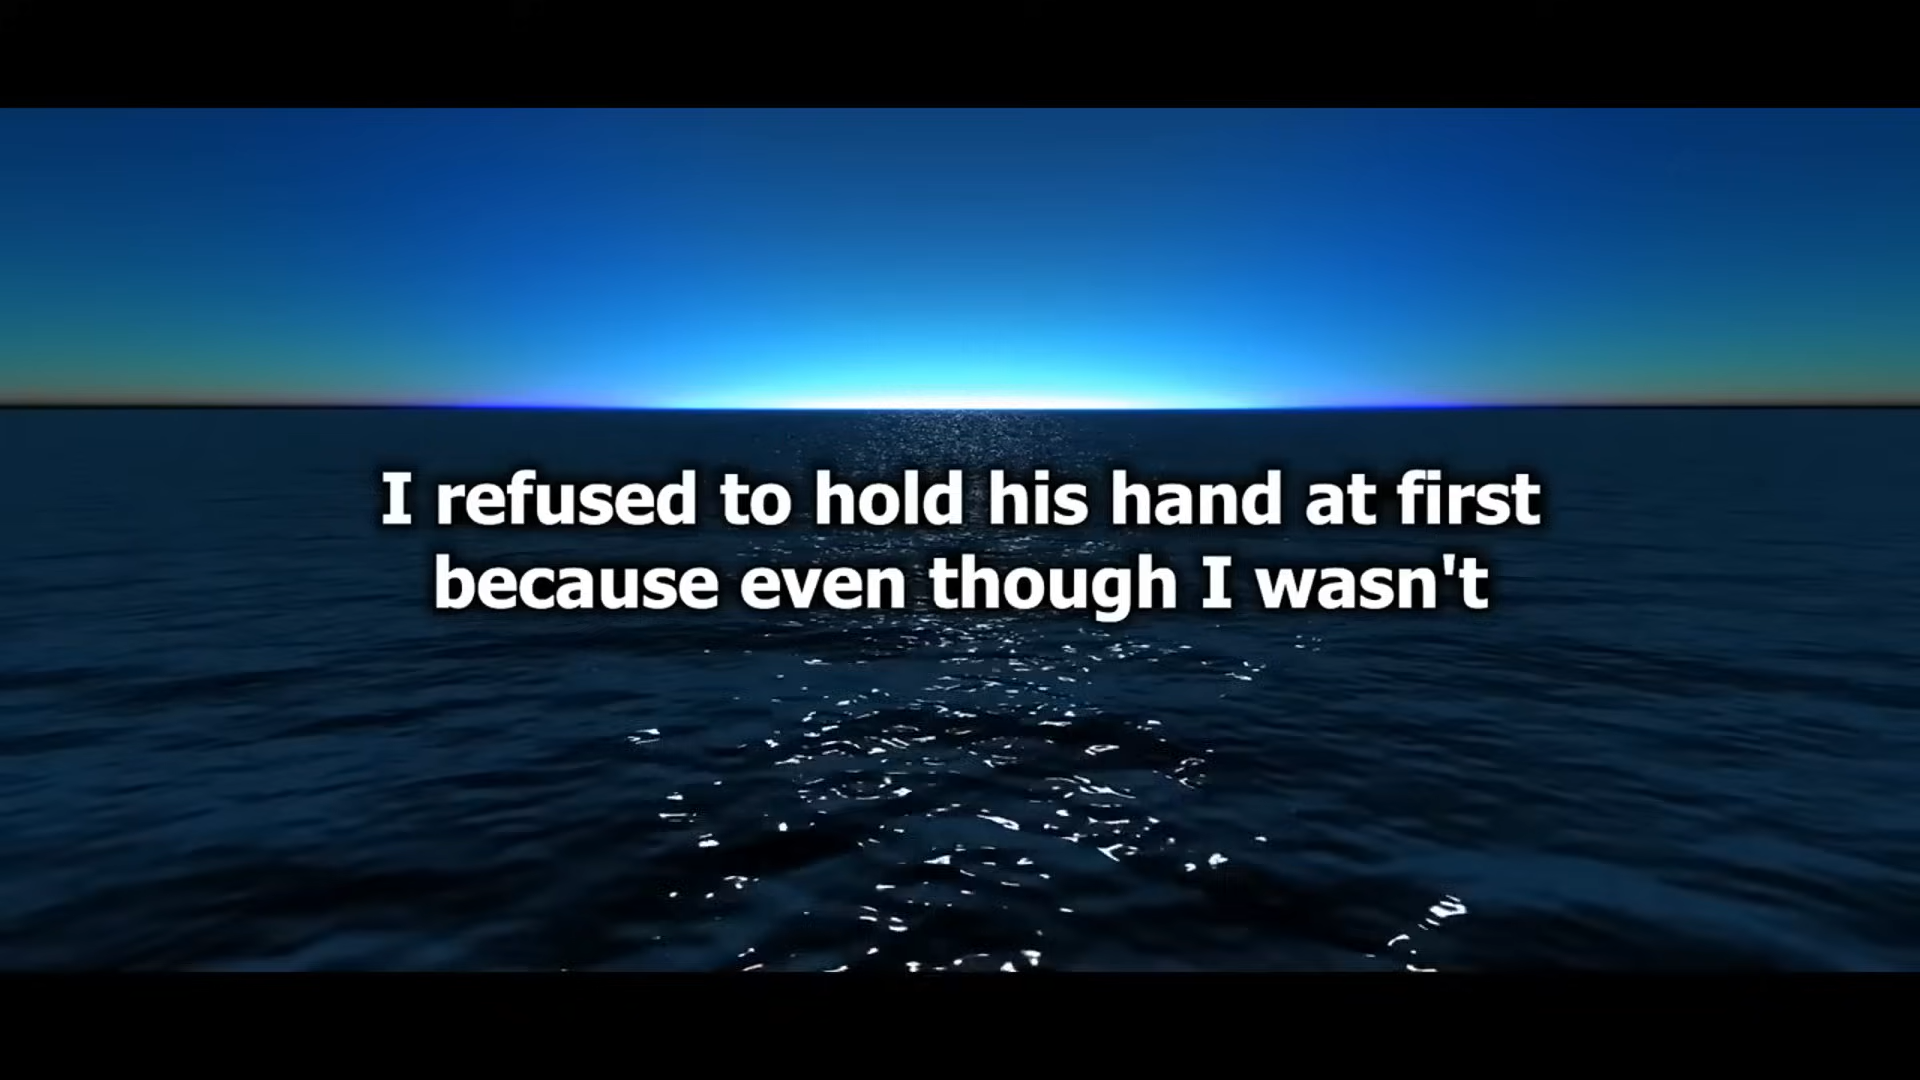 I refused to hold his hand at first
because even though I wasn't